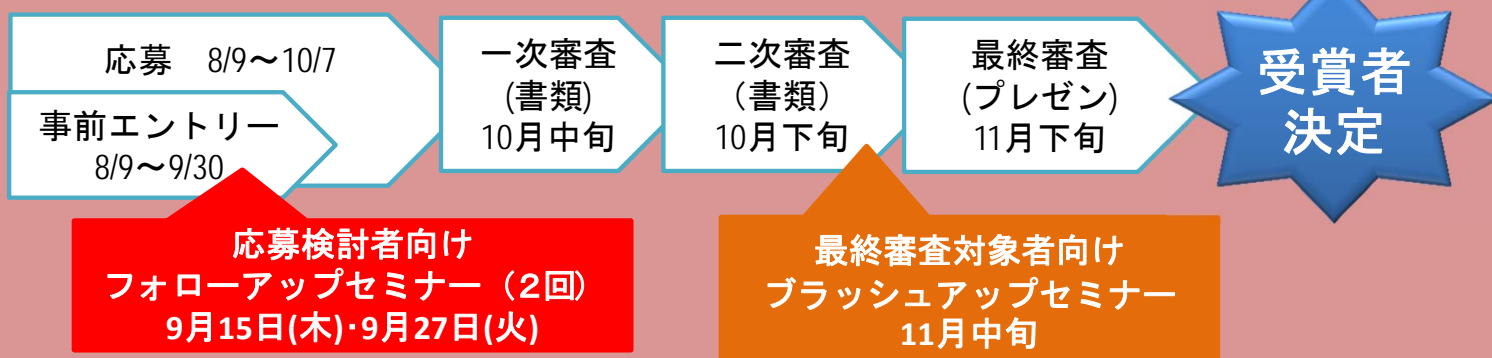 応募　8/9～10/7
事前エントリー
8/9～9/30
一次審査
(書類)
10月中旬
二次審査
（書類）
10月下旬
最終審査
(プレゼン)
11月下旬
受賞者
決定
応募検討者向け
フォローアップセミナー（２回）
9月15日(木)･9月27日(火)
最終審査対象者向け
ブラッシュアップセミナー
11月中旬